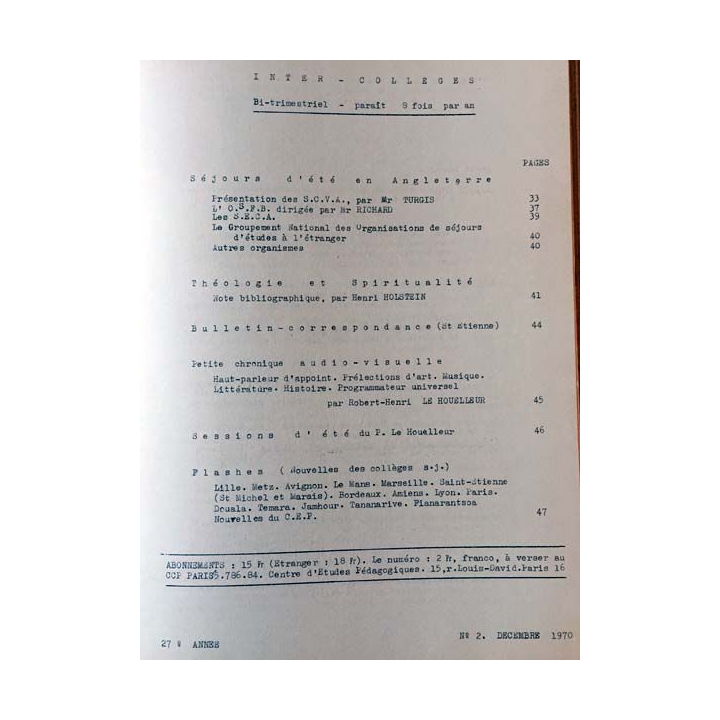 INTER - COLLEGES
Bi-trimestriel - paraît 8 fois par an
PAGES
Séjours d'été en Angleterre
Présentation des S.C.V.A., par Mr TURGIS 33
L' O.S.F.B. dirigée par Mr RICHARD 37
Les S.E.C.A. 39
Le Groupement National des Organisations de séjours
d'études à l'étranger 40
Autres organismes 40
Théologie et Spiritualité
Note bibliographique, par Henri HOLSTEIN 41
Bulletin-correspondance (St Etienne) 44
Petite chronique audio-visuelle
Haut-parleur d'appoint. Prélections d'art. Musique.
Littérature. Histoire. Programmateur universel
par Robert-Henri LE HOUELLEUR 45
Sessions d'été du P. Le Houelleur 46
Flashes (Nouvelles des collèges s.j.)
Lille. Metz. Avignon. Le Mans. Marseille. Saint-Etienne
(St Michel et Marais). Bordeaux. Amiens. Lyon. Paris.
Douala. Temara. Jamhour. Tananarive. Fianarantsoa
Nouvelles du C.E.P. 47
ABONNEMENTS : 15 Fr (Etranger : 18 Fr). Le numéro : 2 Fr, franco, à verser au
CCP PARIS 5.786.84. Centre d'Etudes Pédagogiques. 15,r.Louis-David.Paris 16
Nº 2. DECEMBRE 1970
27 º ANNEE